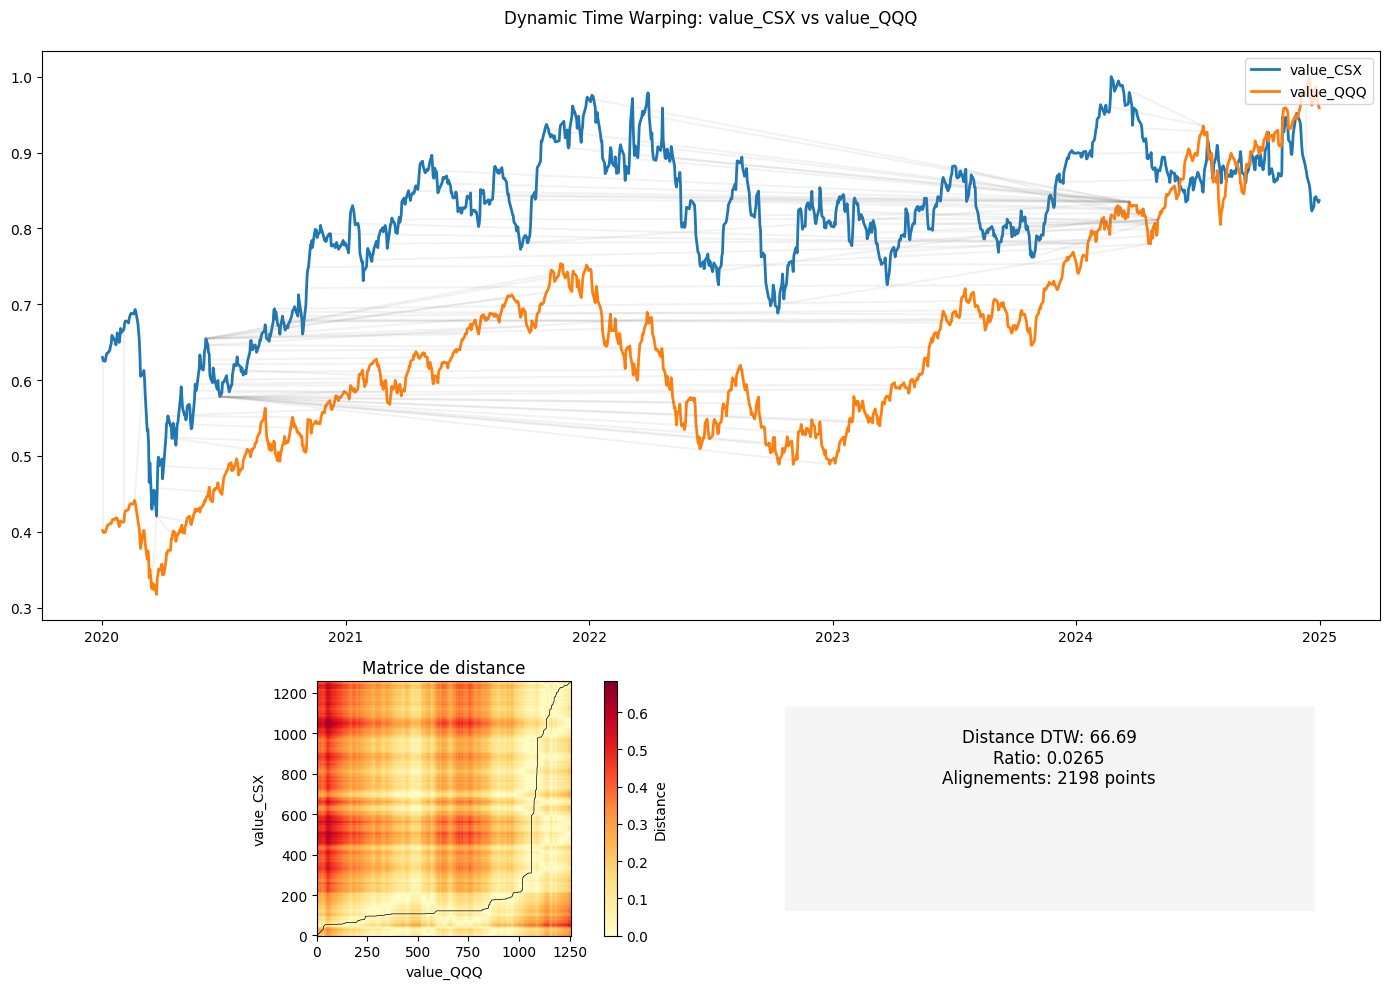 Dynamic Time Warping: value_CSX vs value_QQQ
value_CSX
value_QQQ
1.0
0.9
0.8
0.7
0.6
0.5
0.4
0.3
2020 2021 2022 2023 2024 2025
Matrice de distance
value_CSX
1200
1000
800
600
400
200
0
0 250 500 750 1000 1250
value_QQQ
0.6
0.5
0.4
0.3
0.2
0.1
0.0
Distance
Distance DTW: 66.69
Ratio: 0.0265
Alignements: 2198 points